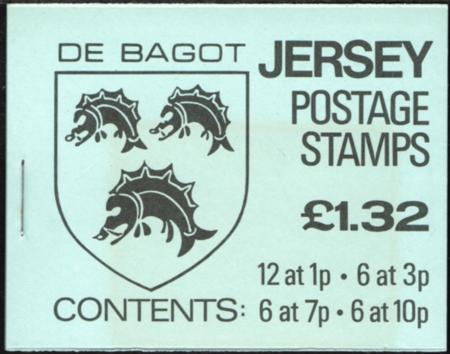 DE BAGOT
JERSEY
POSTAGE
STAMPS
£1.32
12 at 1p • 6 at 3p
CONTENTS: 6 at 7p • 6 at 10p